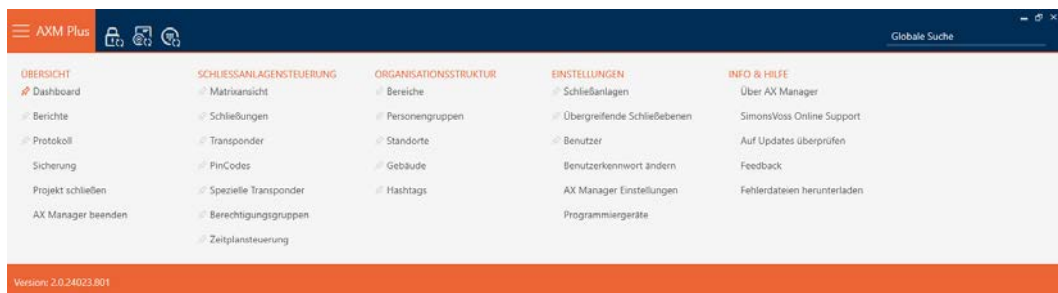 AXM Plus
Globale Suche
ÜBERSICHT
Dashboard
Berichte
Protokoll
Sicherung
Projekt schließen
AX Manager beenden
SCHLIESSANLAGENSTEUERUNG
Matrixansicht
Schließungen
Transponder
PinCodes
Spezielle Transponder
Berechtigungsgruppen
Zeitplansteuerung
ORGANISATIONSSTRUKTUR
Bereiche
Personengruppen
Standorte
Gebäude
Hashtags
EINSTELLUNGEN
Schließanlagen
Übergreifende Schließebenen
Benutzer
Benutzerkennwort ändern
AX Manager Einstellungen
Programmiergeräte
INFO & HILFE
Über AX Manager
SimonsVoss Online Support
Auf Updates überprüfen
Feedback
Fehlerdateien herunterladen
Version: 2.0.24023.801